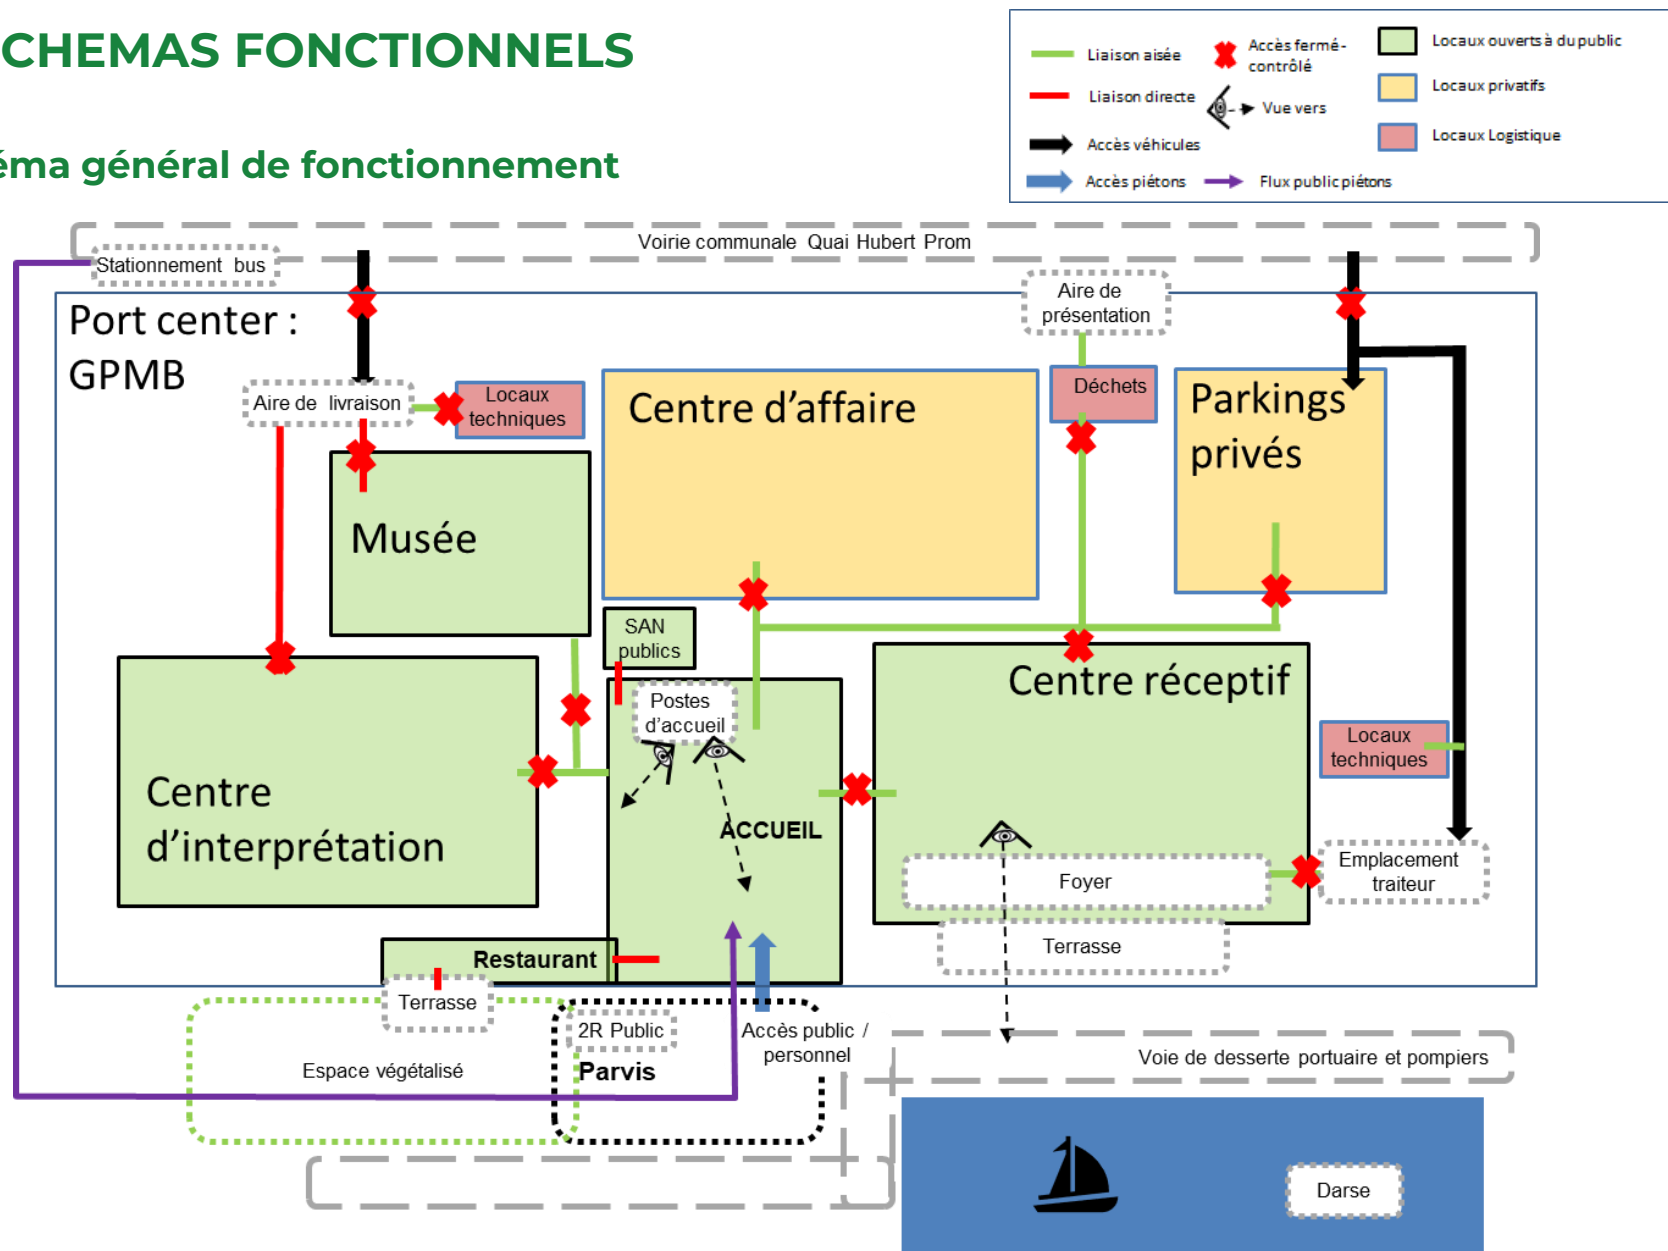 CHEMAS FONCTIONNELS
éma général de fonctionnement
Liaison aisée
Accès fermé-
contrôlé
Locaux ouverts à du public
Liaison directe
Vue vers
Locaux privatifs
Accès véhicules
Locaux Logistique
Accès piétons
Flux public piétons
Voirie communale Quai Hubert Prom
Stationnement bus
Port center :
GPMB
Aire de
présentation
Aire de livraison
Locaux
techniques
Centre d'affaire
Déchets
Parkings
privés
Musée
SAN
publics
Centre réceptif
Postes
d'accueil
Locaux
techniques
Centre
d'interprétation
ACCUEIL
Foyer
Emplacement
traiteur
Restaurant
Terrasse
Terrasse
2R Public
Accès public /
personnel
Espace végétalisé
Parvis
Voie de desserte portuaire et pompiers
Darse